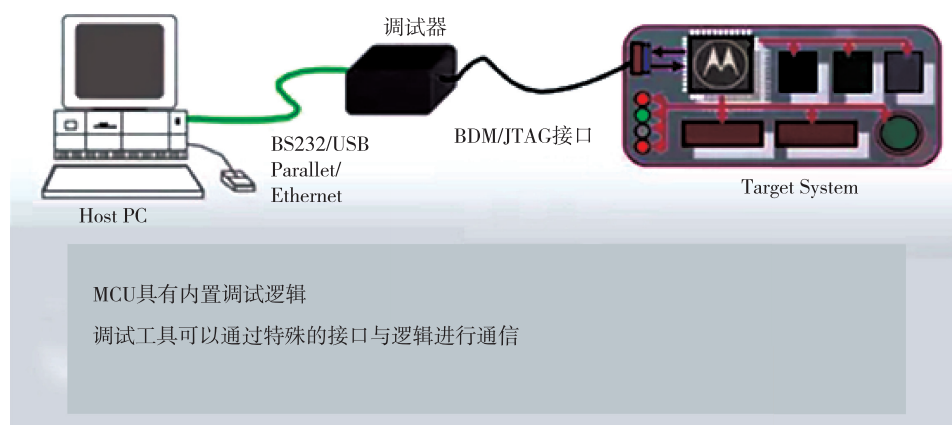 调试器
BS232/USB
Parallet/
Ethernet
BDM/JTAG接口
Host PC
Target System
MCU具有内置调试逻辑
调试工具可以通过特殊的接口与逻辑进行通信